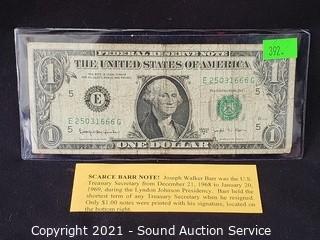 392.
FEDERAL RESERVE NOTE
THE UNITED STATES OF AMERICA
E 25031666 G
5 5
E
E 25031666 G
5 5
1 1
ONE DOLLAR
SCARCE BARR NOTE! Joseph Walker Barr was the U.S.
Treasury Secretary from December 21, 1968 to January 20,
1969, during the Lyndon Johnson Presidency. Barr held the
shortest term of any Treasury Secretary when he resigned.
Only $1.00 notes were printed with his signature, located on
the bottom right.
Copyright 2021 - Sound Auction Service